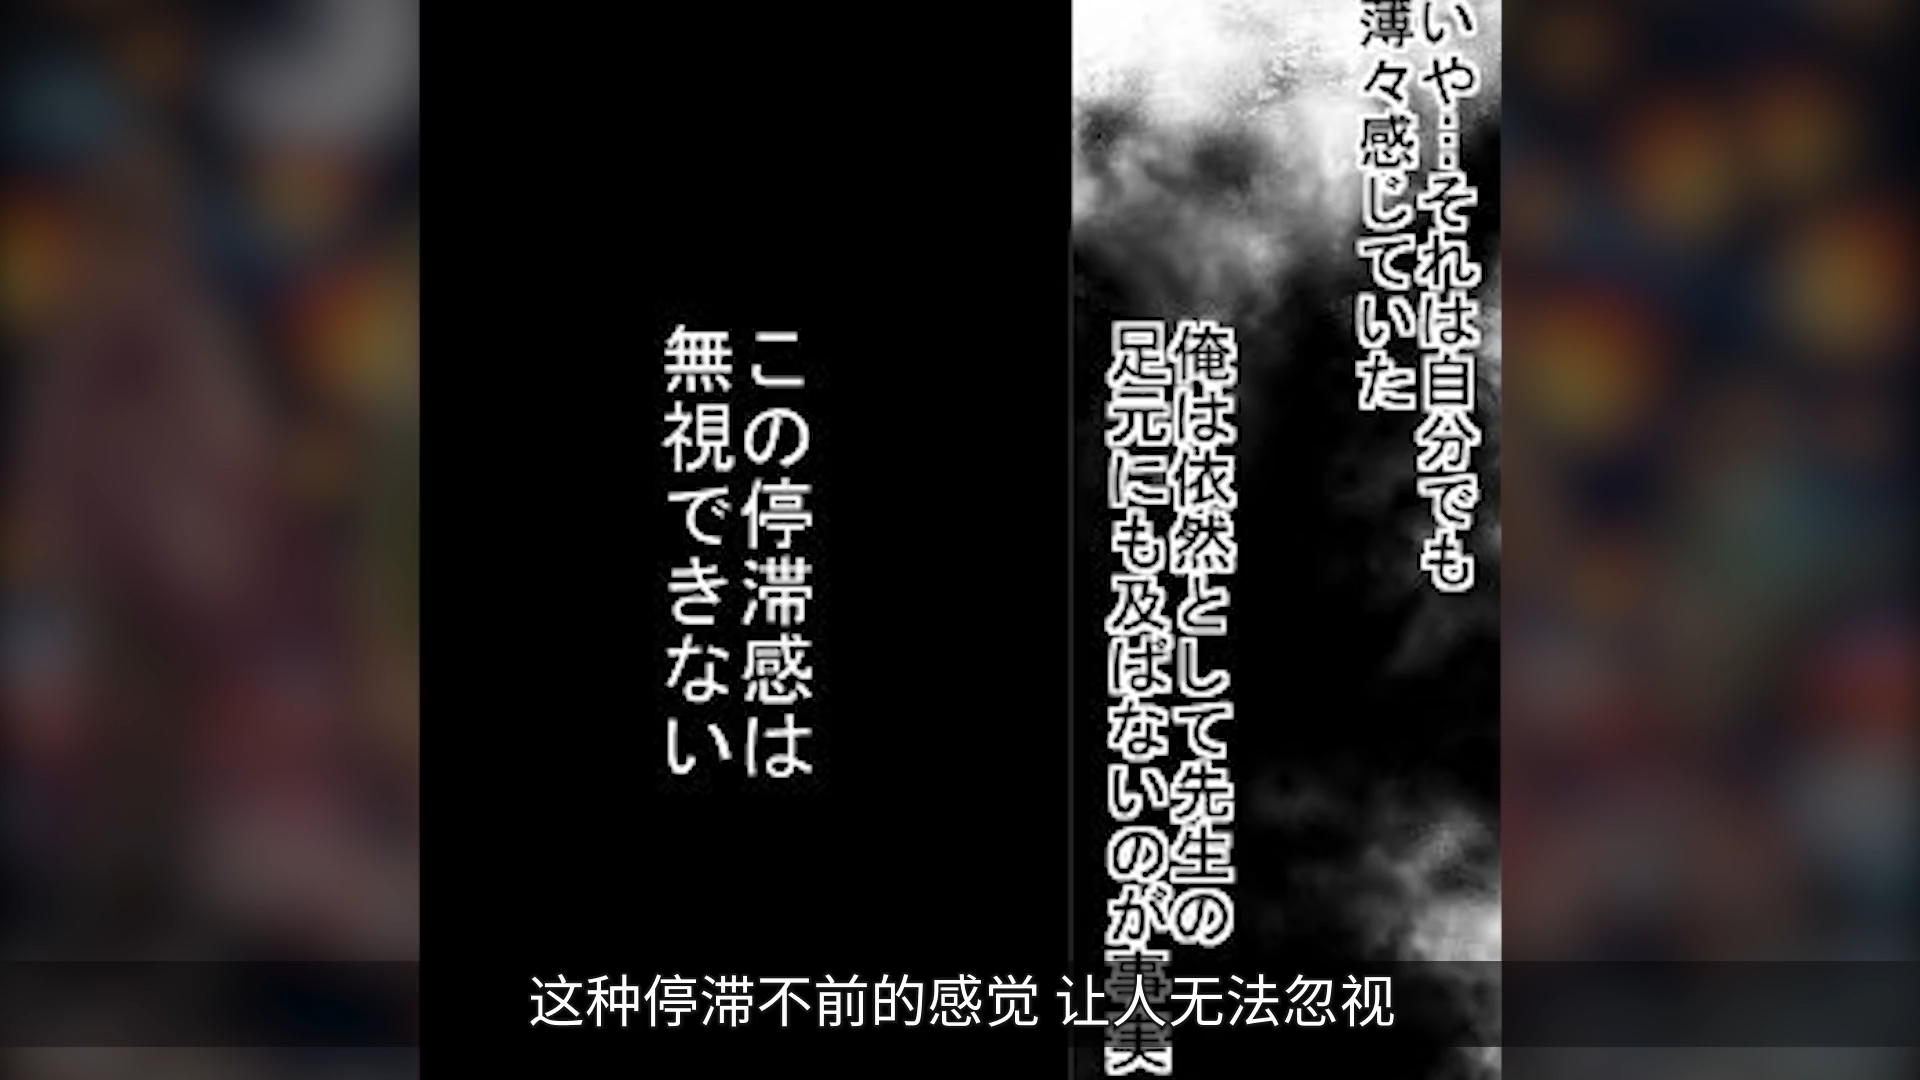 いや…それは自分でも
薄々感じていた
俺は依然として先生の
足元にも及ばないのが事実
この停滞感は
無視できない
这种停滞不前的感觉 让人无法忽视